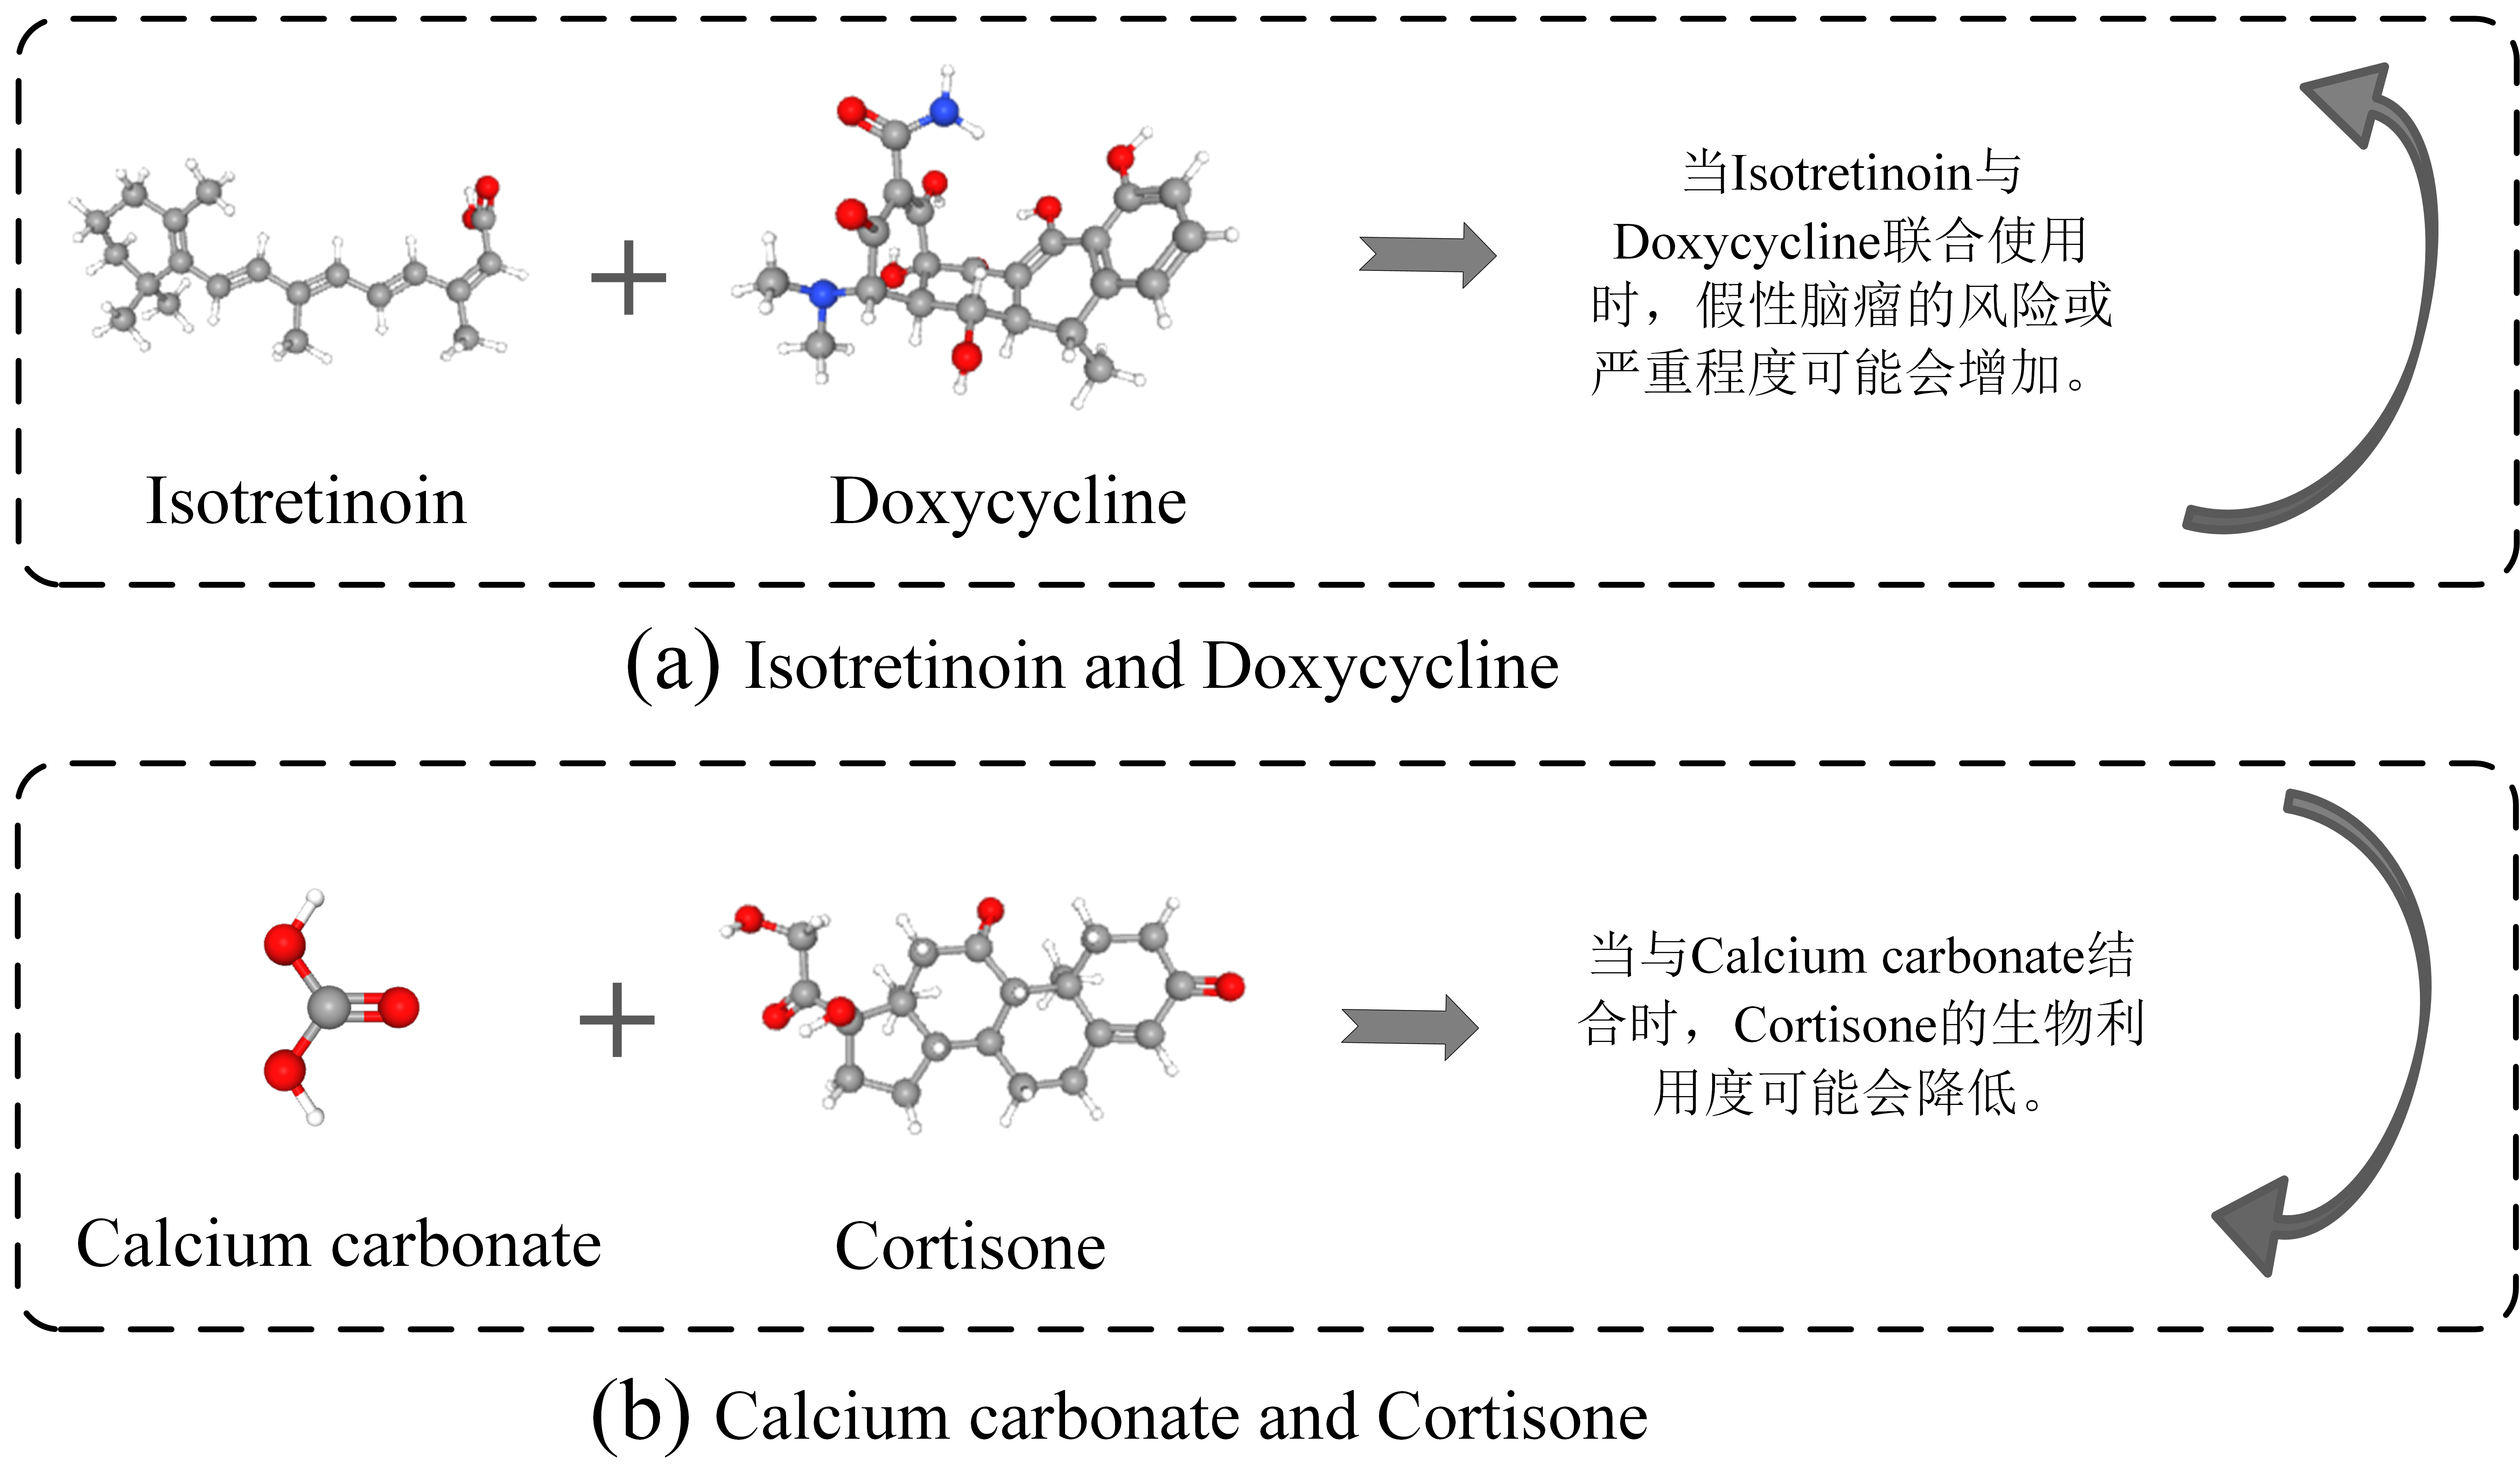 当Isotretinoin与
Doxycycline联合使用
时，假性脑瘤的风险或
严重程度可能会增加。
Isotretinoin
Doxycycline
(a) Isotretinoin and Doxycycline
当与Calcium carbonate结
合时，Cortisone的生物利
用度可能会降低。
Calcium carbonate
Cortisone
(b) Calcium carbonate and Cortisone